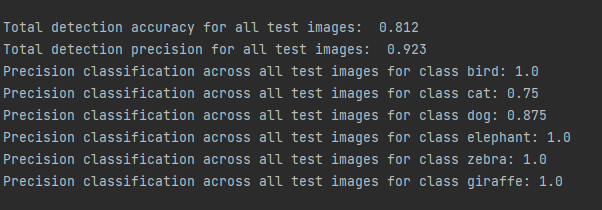 Total detection accuracy for all test images:  0.812
Total detection precision for all test images:  0.923
Precision classification across all test images for class bird: 1.0
Precision classification across all test images for class cat: 0.75
Precision classification across all test images for class dog: 0.875
Precision classification across all test images for class elephant: 1.0
Precision classification across all test images for class zebra: 1.0
Precision classification across all test images for class giraffe: 1.0